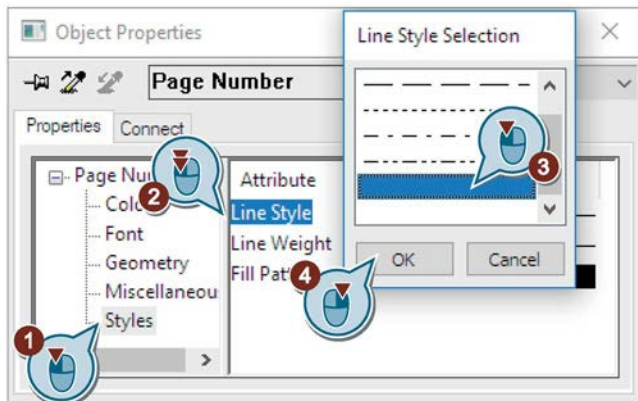 Object Properties
Line Style Selection
Page Number
Properties
Connect
Page Nu
2
Attribute
3
Colo
Line Style
Font
Line Weight
OK
Cancel
Geometry
Fill Pat
4
Miscellaneou
Styles
1